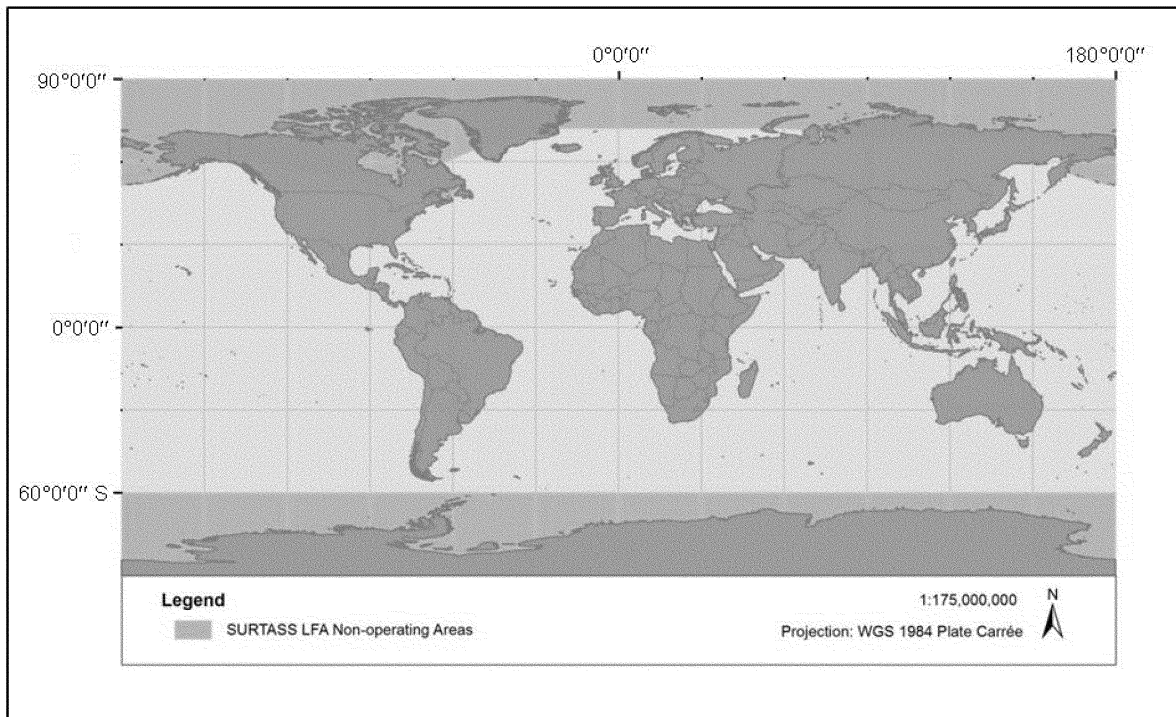 0°0'0"
180°0'0"
90°0'0"
0°0'0"
60°0'0" S
Legend
SURTASS LFA Non-operating Areas
1:175,000,000
N
Projection: WGS 1984 Plate Carrée